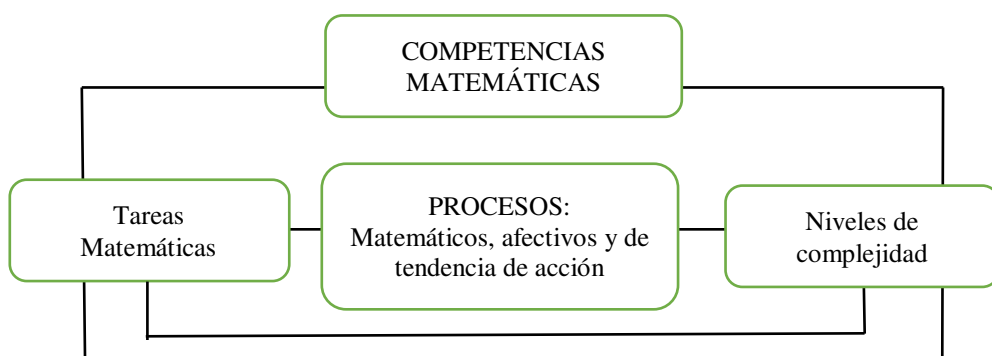 COMPETENCIAS
MATEMÁTICAS
Tareas
Matemáticas
PROCESOS:
Matemáticos, afectivos y de
tendencia de acción
Niveles de
complejidad